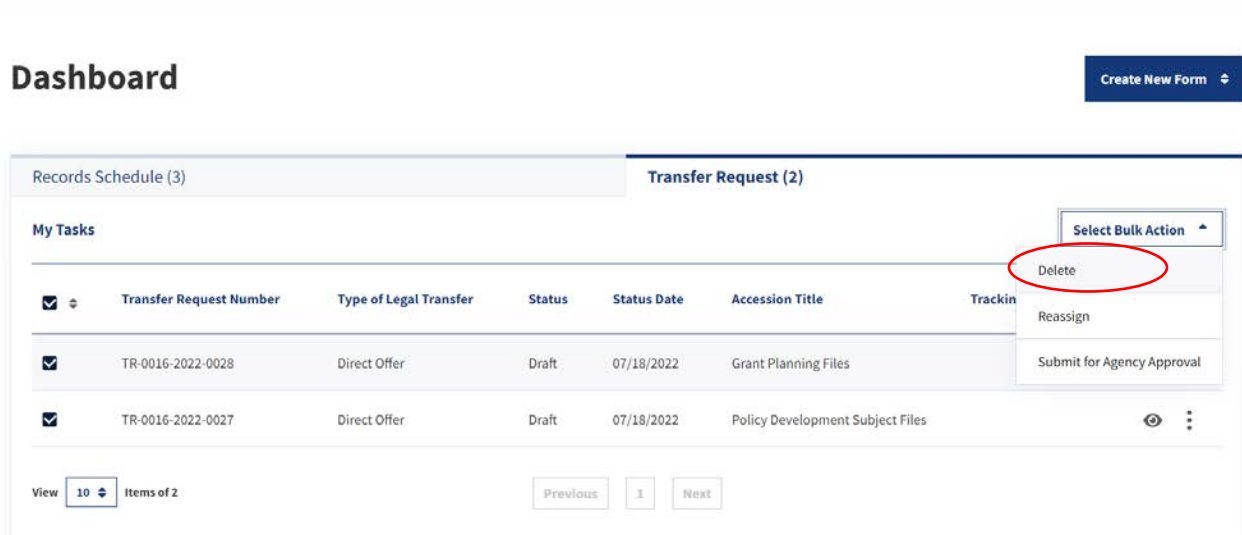 Dashboard
Create New Form
Records Schedule (3)
Transfer Request (2)
My Tasks
Select Bulk Action
Delete
Reassign
Submit for Agency Approval
Transfer Request Number Type of Legal Transfer Status Status Date Accession Title Trackin
TR-0016-2022-0028 Direct Offer Draft 07/18/2022 Grant Planning Files
TR-0016-2022-0027 Direct Offer Draft 07/18/2022 Policy Development Subject Files
View 10 Items of 2
Previous 1 Next